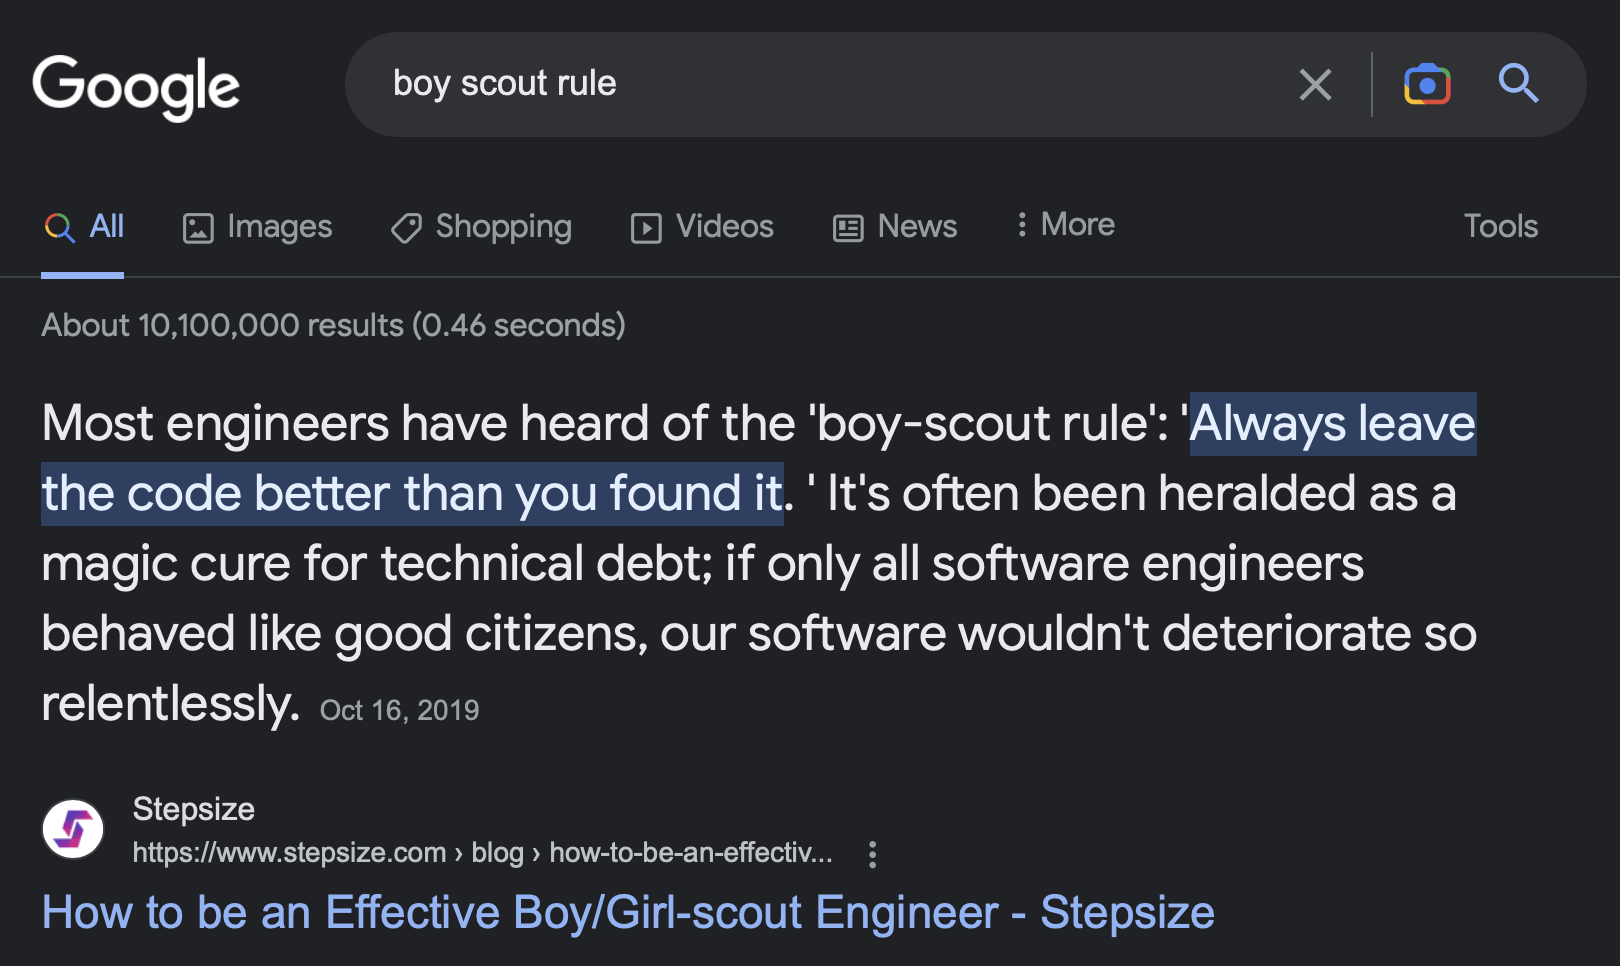 Google
boy scout rule
All
Images
Shopping
Videos
News
More
Tools
About 10,100,000 results (0.46 seconds)
Most engineers have heard of the 'boy-scout rule': 'Always leave
the code better than you found it. ' It's often been heralded as a
magic cure for technical debt; if only all software engineers
behaved like good citizens, our software wouldn't deteriorate so
relentlessly. Oct 16, 2019
Stepsize
https://www.stepsize.com › blog › how-to-be-an-effectiv...
How to be an Effective Boy/Girl-scout Engineer - Stepsize